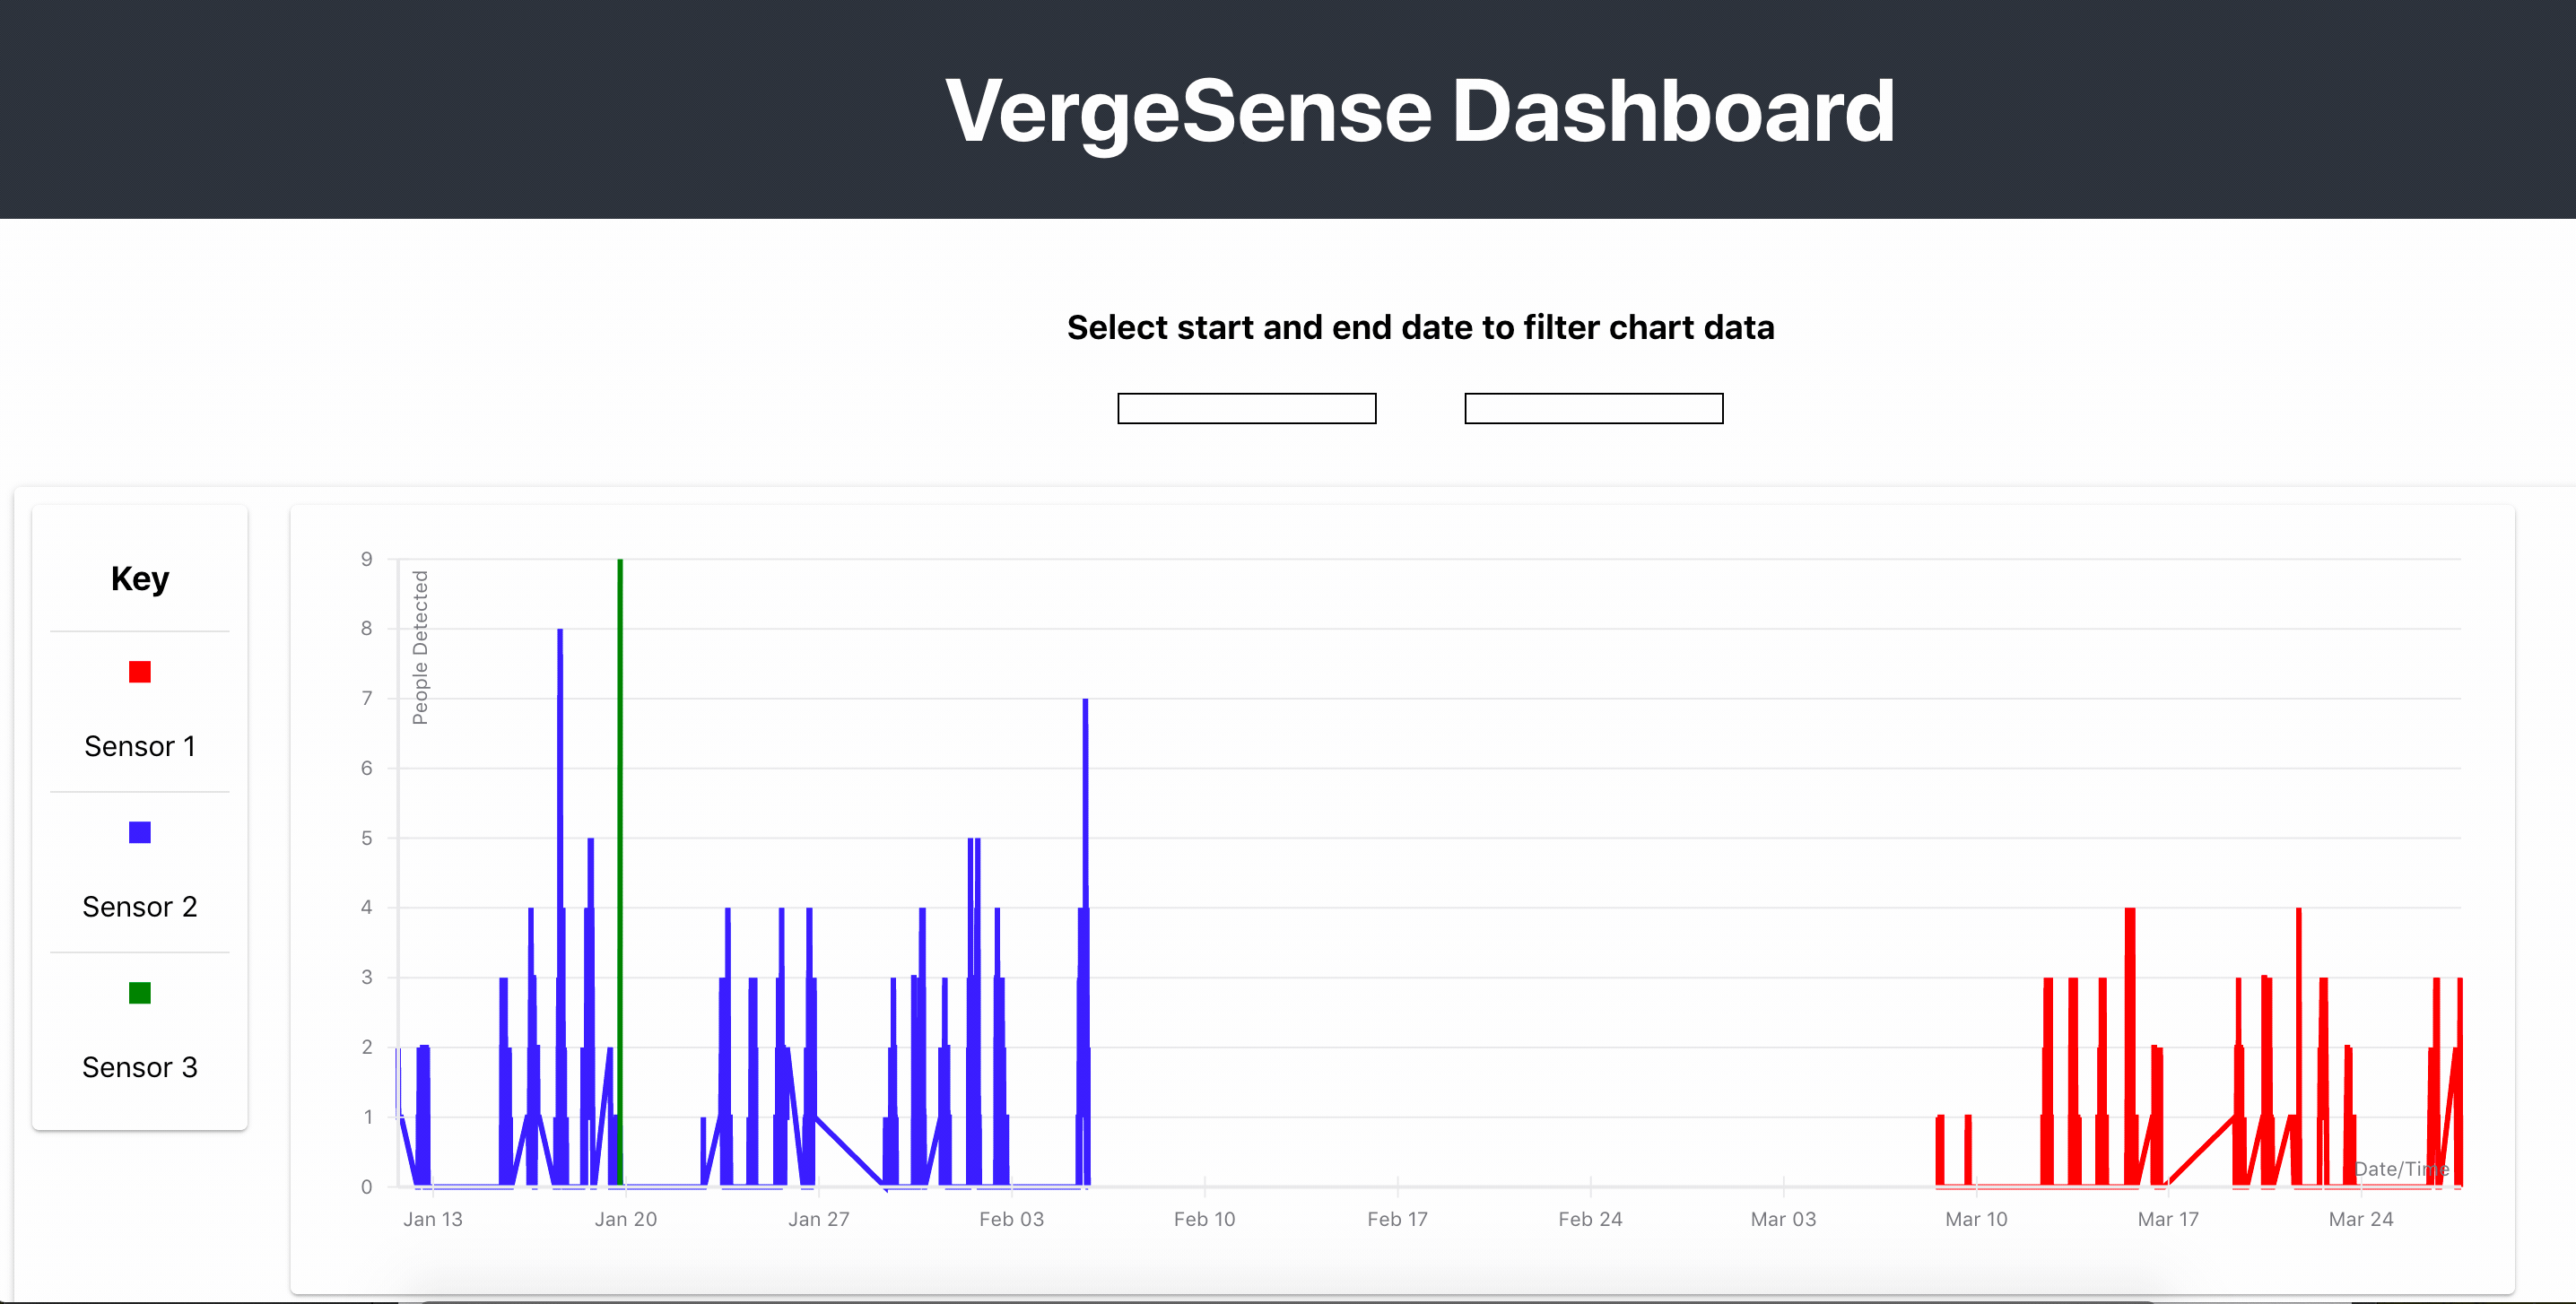 VergeSense Dashboard
Select start and end date to filter chart data
Key
Sensor 1
Sensor 2
Sensor 3
People Detected
9
8
7
6
5
4
3
2
1
0
Date/Time
Jan 13 Jan 20 Jan 27 Feb 03 Feb 10 Feb 17 Feb 24 Mar 03 Mar 10 Mar 17 Mar 24